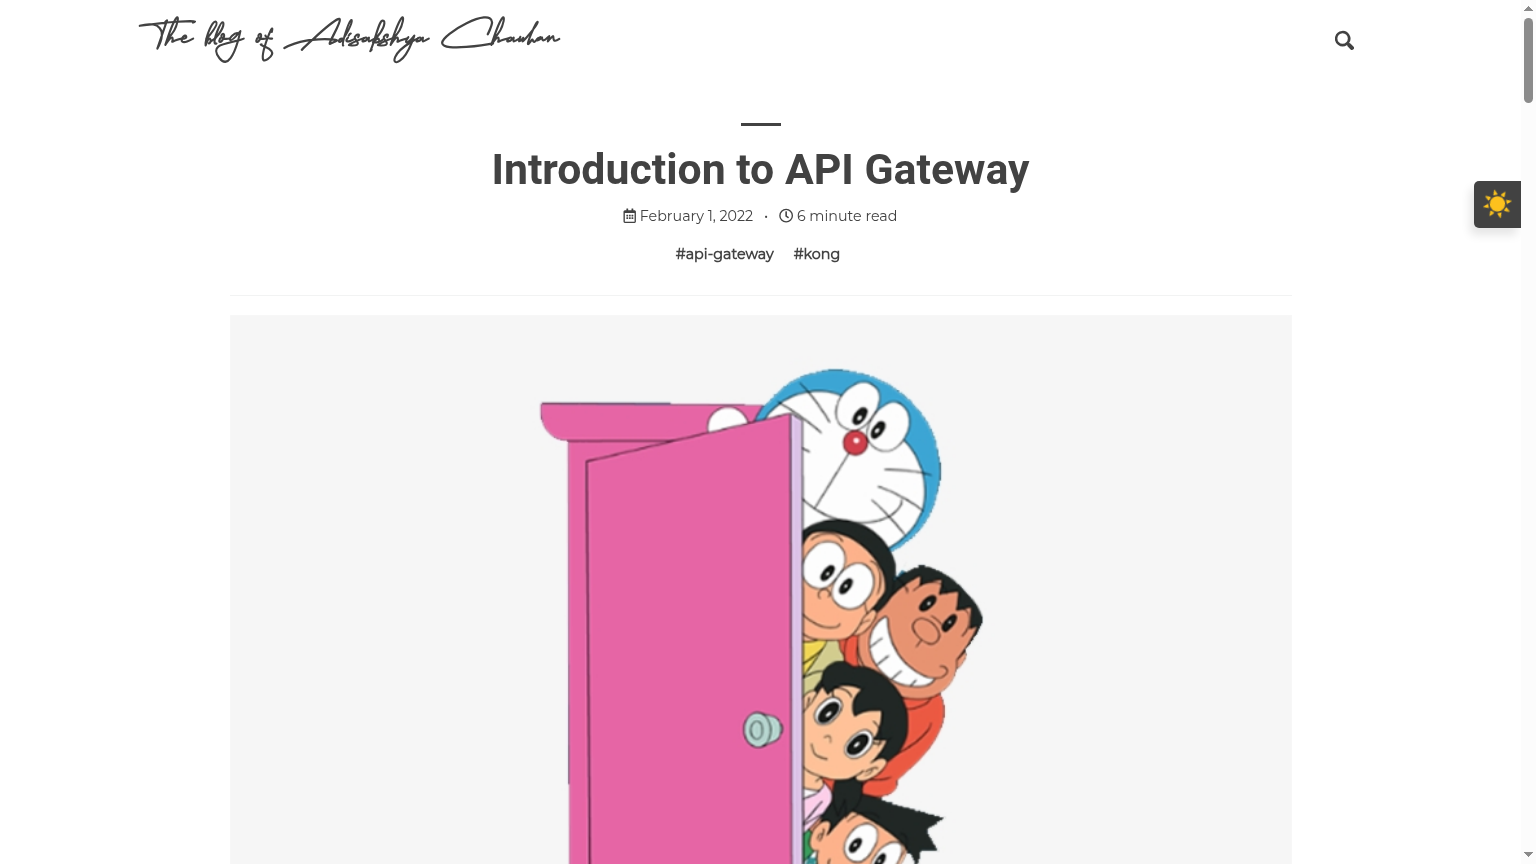 The blog of Adisakshya Chauhan
Introduction to API Gateway
February 1, 2022 • 6 minute read
#api-gateway #kong